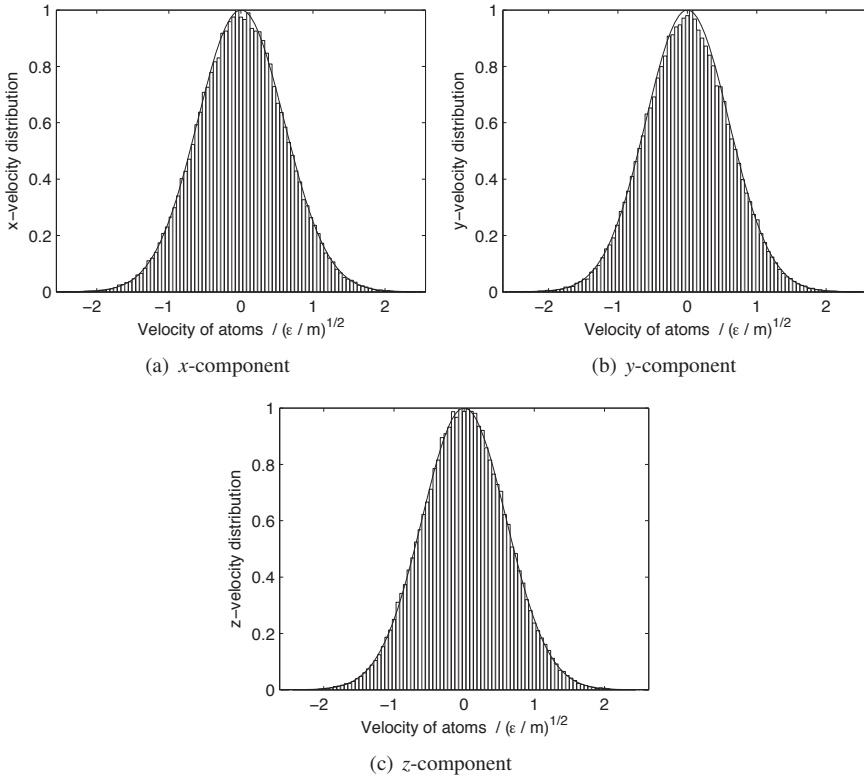 1
0.8
0.6
0.4
0.2
0
x−velocity distribution
−2 −1 0 1 2
Velocity of atoms / (ε / m)^1/2
(a) x-component
1
0.8
0.6
0.4
0.2
0
y−velocity distribution
−2 −1 0 1 2
Velocity of atoms / (ε / m)^1/2
(b) y-component
1
0.8
0.6
0.4
0.2
0
z−velocity distribution
−2 −1 0 1 2
Velocity of atoms / (ε / m)^1/2
(c) z-component